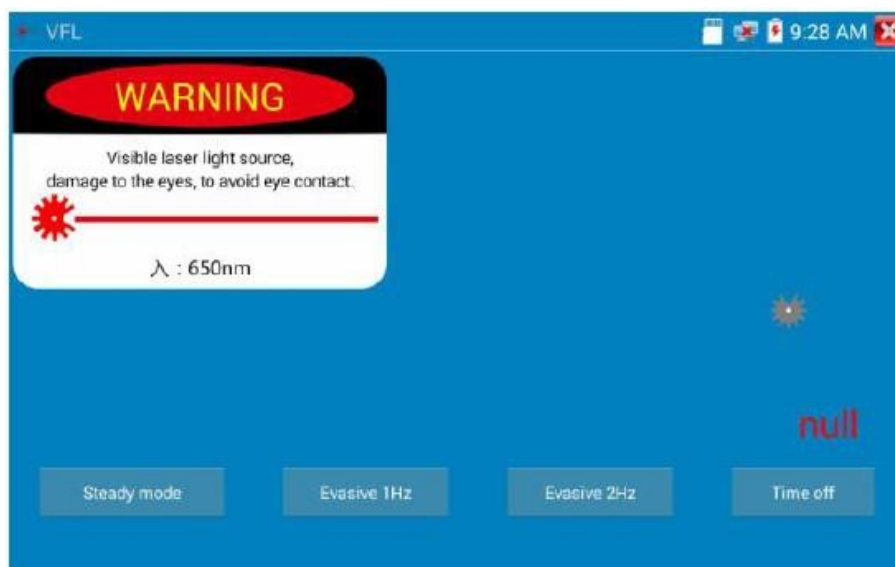 VFL
9:28 AM
WARNING
Visible laser light source,
damage to the eyes, to avoid eye contact.
入 : 650nm
null
Steady mode
Evasive 1Hz
Evasive 2Hz
Time off